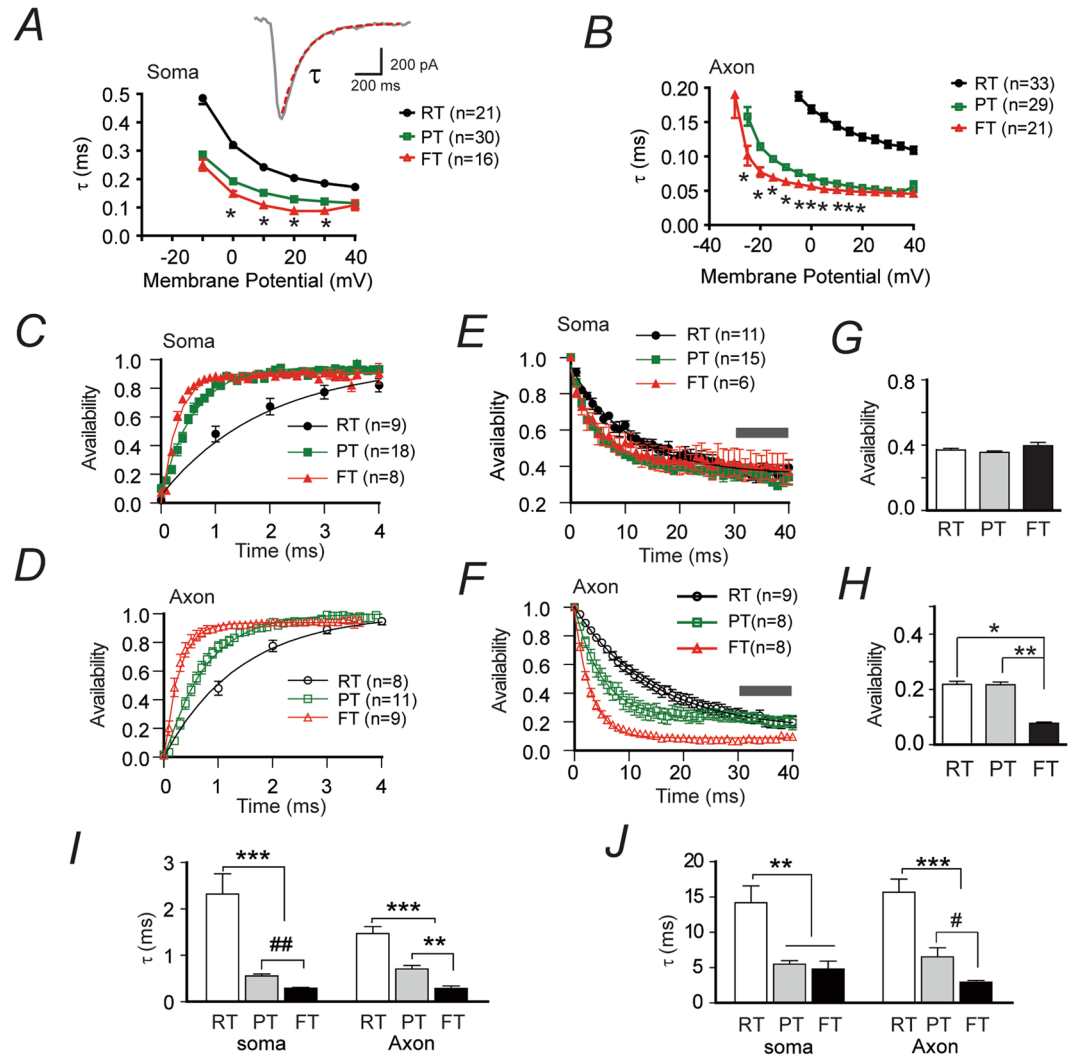 A
τ
200 pA
200 ms
Soma
RT (n=21)
PT (n=30)
FT (n=16)
τ (ms)
0.5
0.4
0.3
0.2
0.1
0.0
* * * *
-20 0 20 40
Membrane Potential (mV)
B
Axon
RT (n=33)
PT (n=29)
FT (n=21)
τ (ms)
0.20
0.15
0.10
0.05
0.00
* * * * *** ****
-40 -20 0 20 40
Membrane Potential (mV)
C
Soma
Availability
1.0
0.8
0.6
0.4
0.2
0.0
RT (n=9)
PT (n=18)
FT (n=8)
0 1 2 3 4
Time (ms)
E
Soma
RT (n=11)
PT (n=15)
FT (n=6)
Availability
1.0
0.8
0.6
0.4
0.2
0 10 20 30 40
Time (ms)
G
Availability
0.8
0.4
0.0
RT PT FT
D
Axon
Availability
1.0
0.8
0.6
0.4
0.2
0.0
RT (n=8)
PT (n=11)
FT (n=9)
0 1 2 3 4
Time (ms)
F
Axon
RT (n=9)
PT(n=8)
FT(n=8)
Availability
1.0
0.8
0.6
0.4
0.2
0.0
0 10 20 30 40
Time (ms)
H
Availability
0.4
0.2
0.0
*
**
RT PT FT
I
τ (ms)
3
2
1
0
***
##
***
**
RT PT FT RT PT FT
soma Axon
J
τ (ms)
20
15
10
5
0
**
***
#
RT PT FT RT PT FT
soma Axon